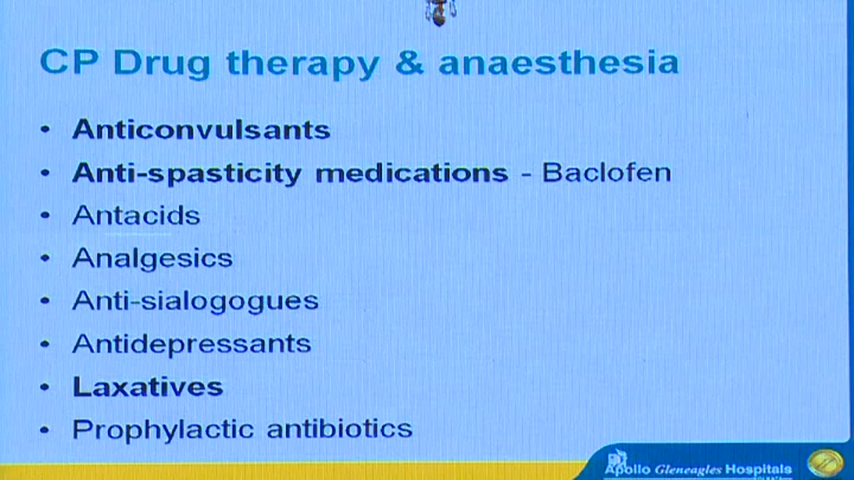 CP Drug therapy & anaesthesia
• Anticonvulsants
• Anti-spasticity medications - Baclofen
• Antacids
• Analgesics
• Anti-sialogogues
• Antidepressants
• Laxatives
• Prophylactic antibiotics
Apollo Gleneagles Hospitals